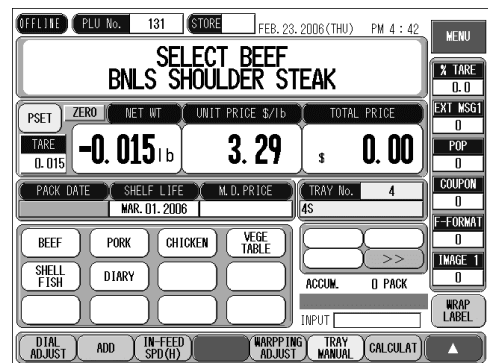 OFFLINE PLU No. 131 STORE FEB. 23. 2006(THU) PM 4:42 MENU
SELECT BEEF
BNLS SHOULDER STEAK
% TARE
0.0
EXT MSG1
0
POP
0
COUPON
0
F-FORMAT
0
IMAGE 1
0
WRAP
LABEL
PSET ZERO NET WT UNIT PRICE $/lb TOTAL PRICE
TARE
0.015
-0.015 lb 3.29 $ 0.00
PACK DATE SHELF LIFE M.D.PRICE TRAY No. 4
MAR. 01. 2006 4S
BEEF PORK CHICKEN VEGE
TABLE
SHELL
FISH DIARY
>>
ACCUM. 0 PACK
INPUT
DIAL
ADJUST ADD IN-FEED
SPD(H) WARPPING
ADJUST TRAY
MANUAL CALCULAT ▲